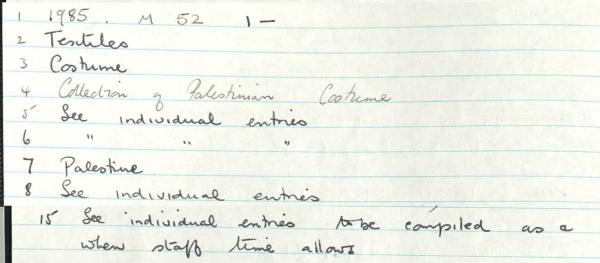 1 1985. M 52 1 —
2 Textiles
3 Costume
4 Collection of Palestinian Costume
5 See individual entries
6 " " "
7 Palestine
8 See individual entries
15 See individual entries to be compiled as a
when staff time allows